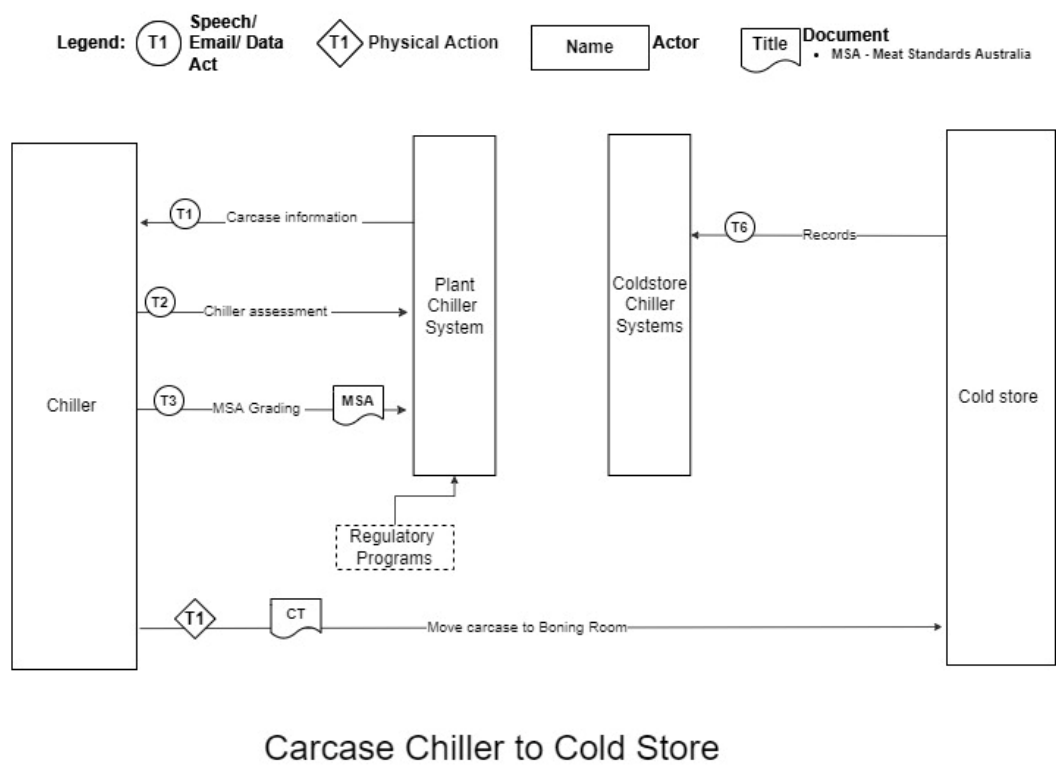 Legend:
T1
Speech/
Email/ Data
Act
T1
Physical Action
Name
Actor
Title
Document
• MSA - Meat Standards Australia
Chiller
T1
Carcase information
T2
Chiller assessment
T3
MSA Grading
MSA
Plant
Chiller
System
Regulatory
Programs
Coldstore
Chiller
Systems
T6
Records
Cold store
T1
CT
Move carcase to Boning Room
Carcase Chiller to Cold Store